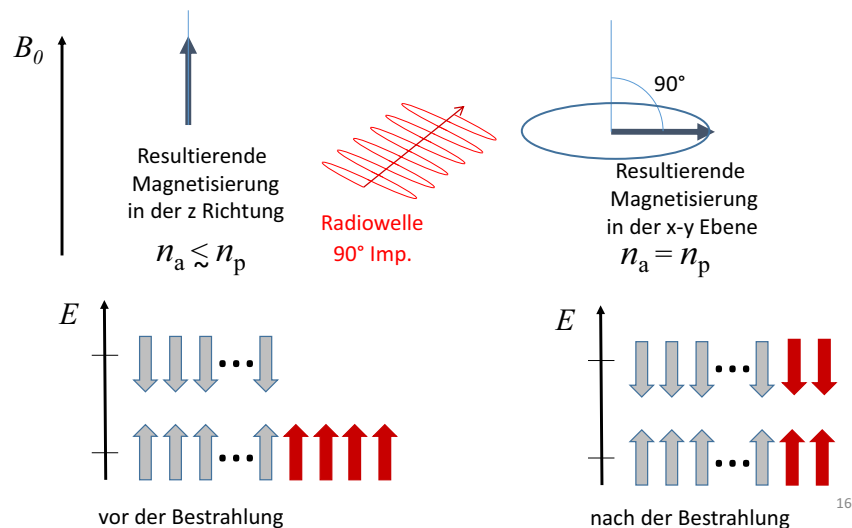 B0
90°
Resultierende
Magnetisierung
in der z Richtung
na ≲ np
Radiowelle
90° Imp.
Resultierende
Magnetisierung
in der x-y Ebene
na = np
E
...
...
vor der Bestrahlung
E
...
...
nach der Bestrahlung
16